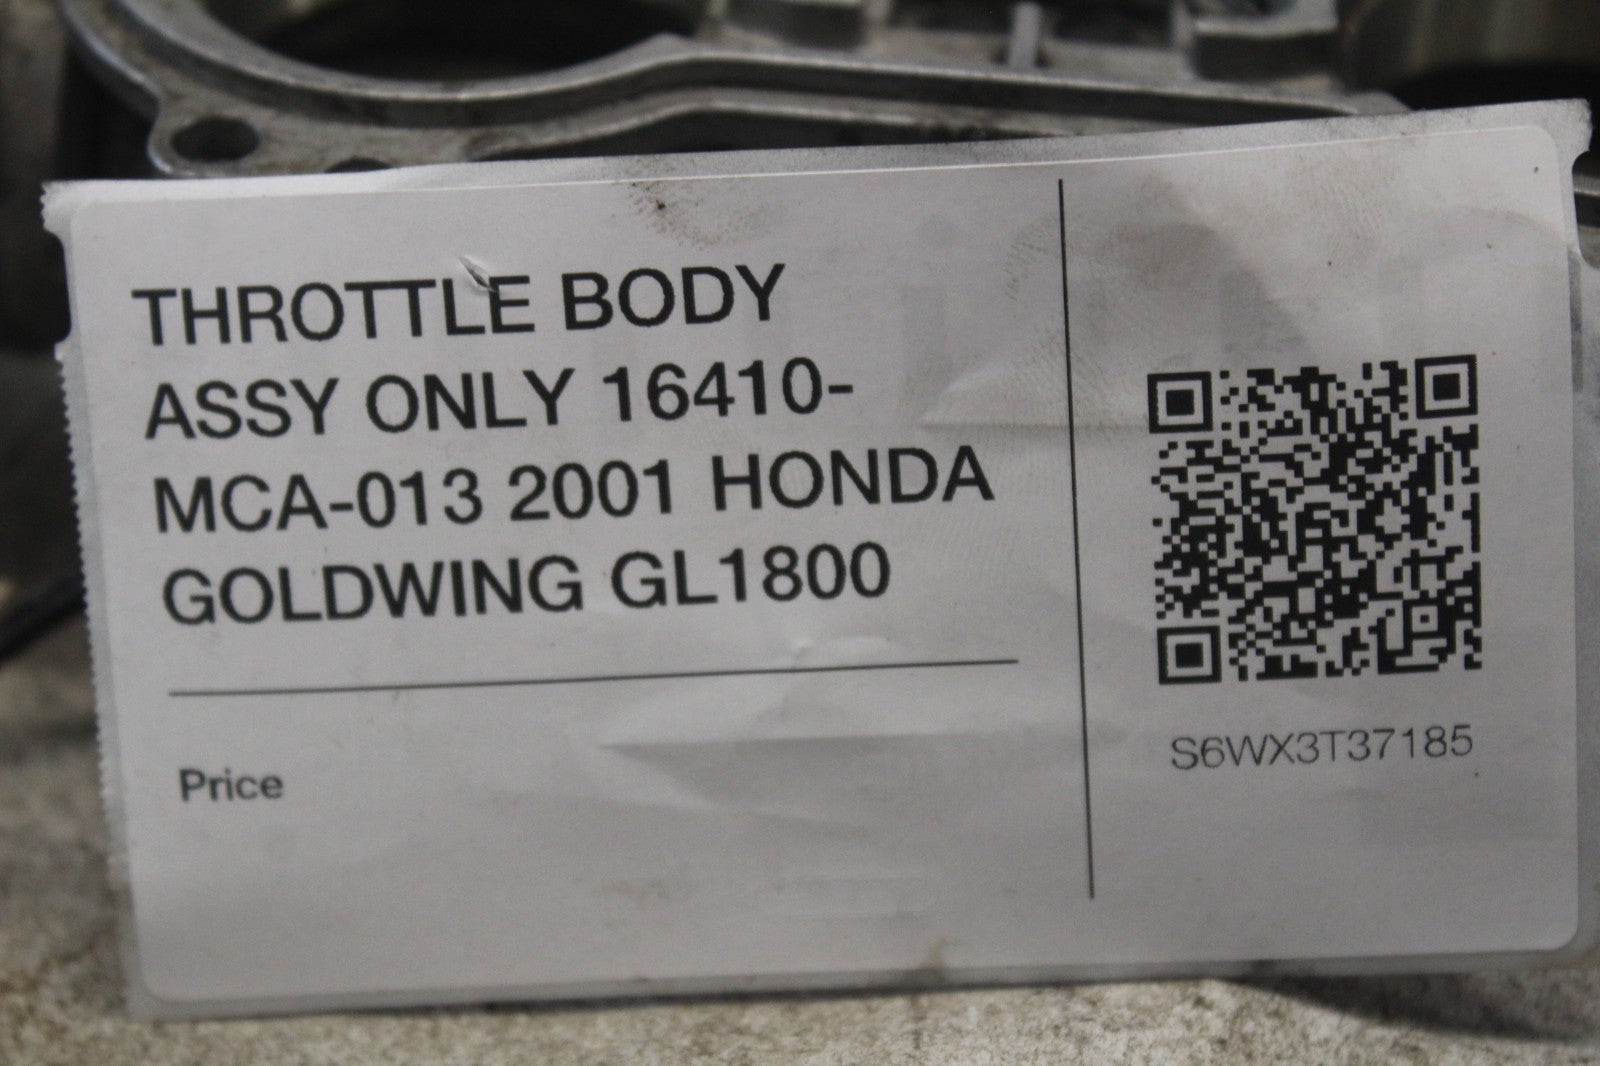 THROTTLE BODY
ASSY ONLY 16410-
MCA-013 2001 HONDA
GOLDWING GL1800
Price
S6WX3T37185